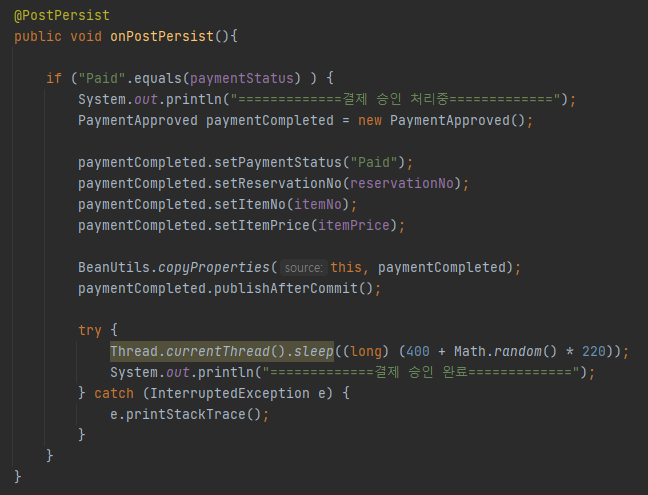 @PostPersist
public void onPostPersist(){
if ("Paid".equals(paymentStatus) ) {
System.out.println("=============결제 승인 처리중=============");
PaymentApproved paymentCompleted = new PaymentApproved();
paymentCompleted.setPaymentStatus("Paid");
paymentCompleted.setReservationNo(reservationNo);
paymentCompleted.setItemNo(itemNo);
paymentCompleted.setItemPrice(itemPrice);
BeanUtils.copyProperties( source: this, paymentCompleted);
paymentCompleted.publishAfterCommit();
try {
Thread.currentThread().sleep((long) (400 + Math.random() * 220));
System.out.println("=============결제 승인 완료=============");
} catch (InterruptedException e) {
e.printStackTrace();
}
}
}